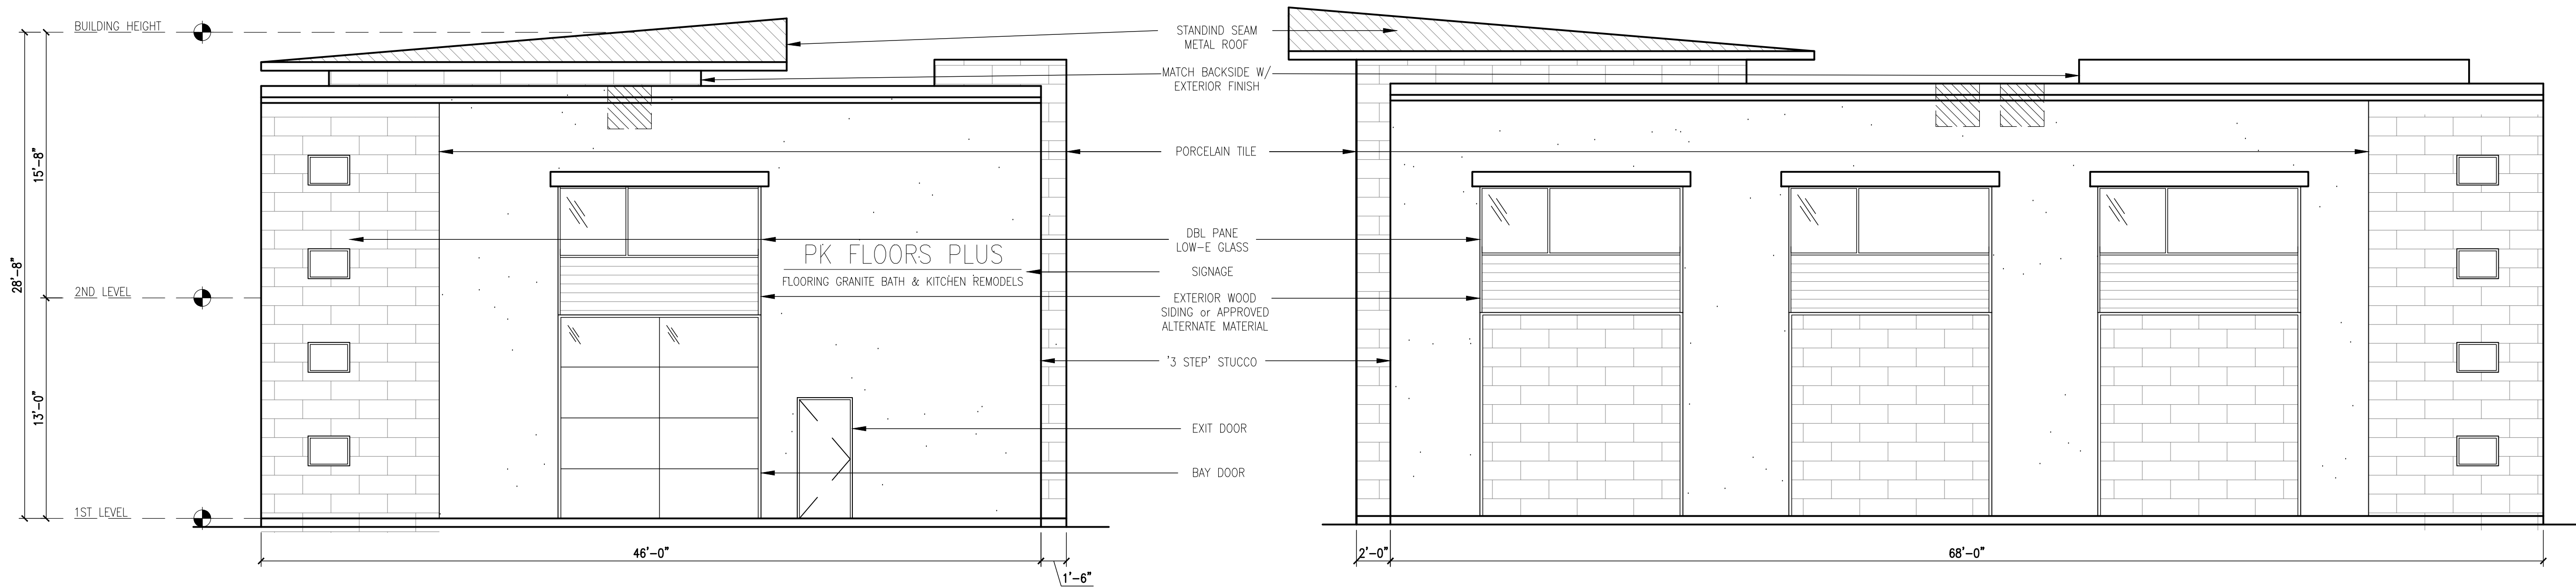 BUILDING HEIGHT
2ND LEVEL
1ST LEVEL
28'-8"
15'-8"
13'-0"
PK FLOORS PLUS
FLOORING GRANITE BATH & KITCHEN REMODELS
46'-0"
1'-6"
STANDIND SEAM
METAL ROOF
MATCH BACKSIDE W/
EXTERIOR FINISH
PORCELAIN TILE
DBL PANE
LOW-E GLASS
SIGNAGE
EXTERIOR WOOD
SIDING or APPROVED
ALTERNATE MATERIAL
'3 STEP' STUCCO
EXIT DOOR
BAY DOOR
2'-0"
68'-0"